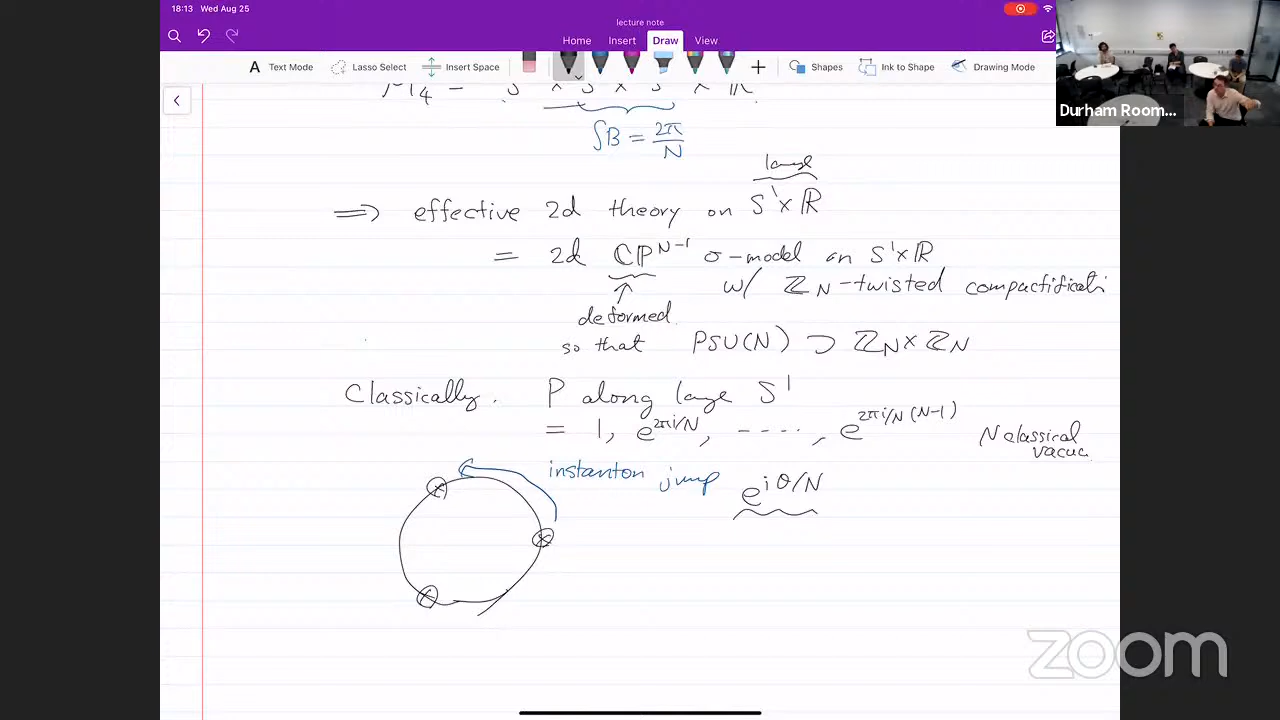 18:13 Wed Aug 25
lecture note
Home Insert Draw View
Text Mode Lasso Select Insert Space Shapes Ink to Shape Drawing Mode
Durham Room...
M4 = S × S × S × ℝ
∫B = 2π/N
large
⟹ effective 2d theory on S¹×ℝ
= 2d ℂP^{N-1} σ-model on S¹×ℝ
w/ ℤ_N-twisted compactificati
deformed
so that PSU(N) ⊃ ℤ_N × ℤ_N
Classically. P along large S¹
= 1, e^{2πi/N}, ----, e^{2πi/N (N-1)}
N classical
vacua
instanton jump e^{iθ/N}
zoom